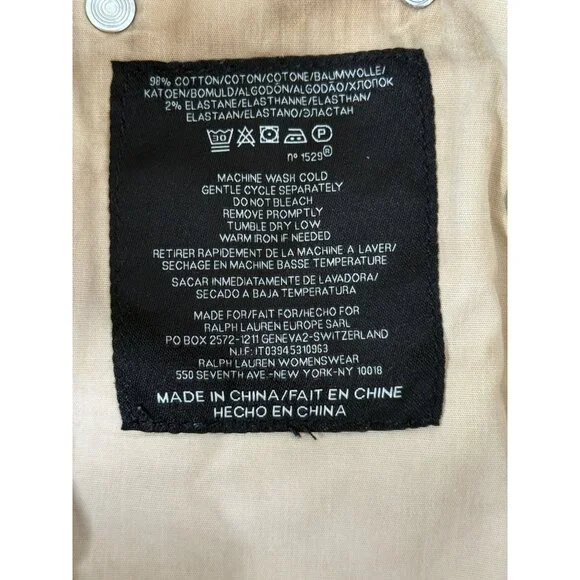 98% COTTON/COTON/COTONE/BAUMWOLLE/
KATOEN/BOMULD/ALGODÓN/ALGODÃO/ХЛОПОК
2% ELASTANE/ELASTHANNE/ELASTHAN/
ELASTAAN/ELASTANO/ЭЛАСТАН
30 P
nº 1529®
MACHINE WASH COLD
GENTLE CYCLE SEPARATELY
DO NOT BLEACH
REMOVE PROMPTLY
TUMBLE DRY LOW
WARM IRON IF NEEDED
RETIRER RAPIDEMENT DE LA MACHINE A LAVER/
SECHAGE EN MACHINE BASSE TEMPERATURE
SACAR INMEDIATAMENTE DE LAVADORA/
SECADO A BAJA TEMPERATURA
MADE FOR/FAIT FOR/HECHO FOR
RALPH LAUREN EUROPE SARL
PO BOX 2572-1211 GENEVA2-SWITZERLAND
N.I.F: IT03945310963
RALPH LAUREN WOMENSWEAR
550 SEVENTH AVE.-NEW YORK-NY 10018
MADE IN CHINA/FAIT EN CHINE
HECHO EN CHINA